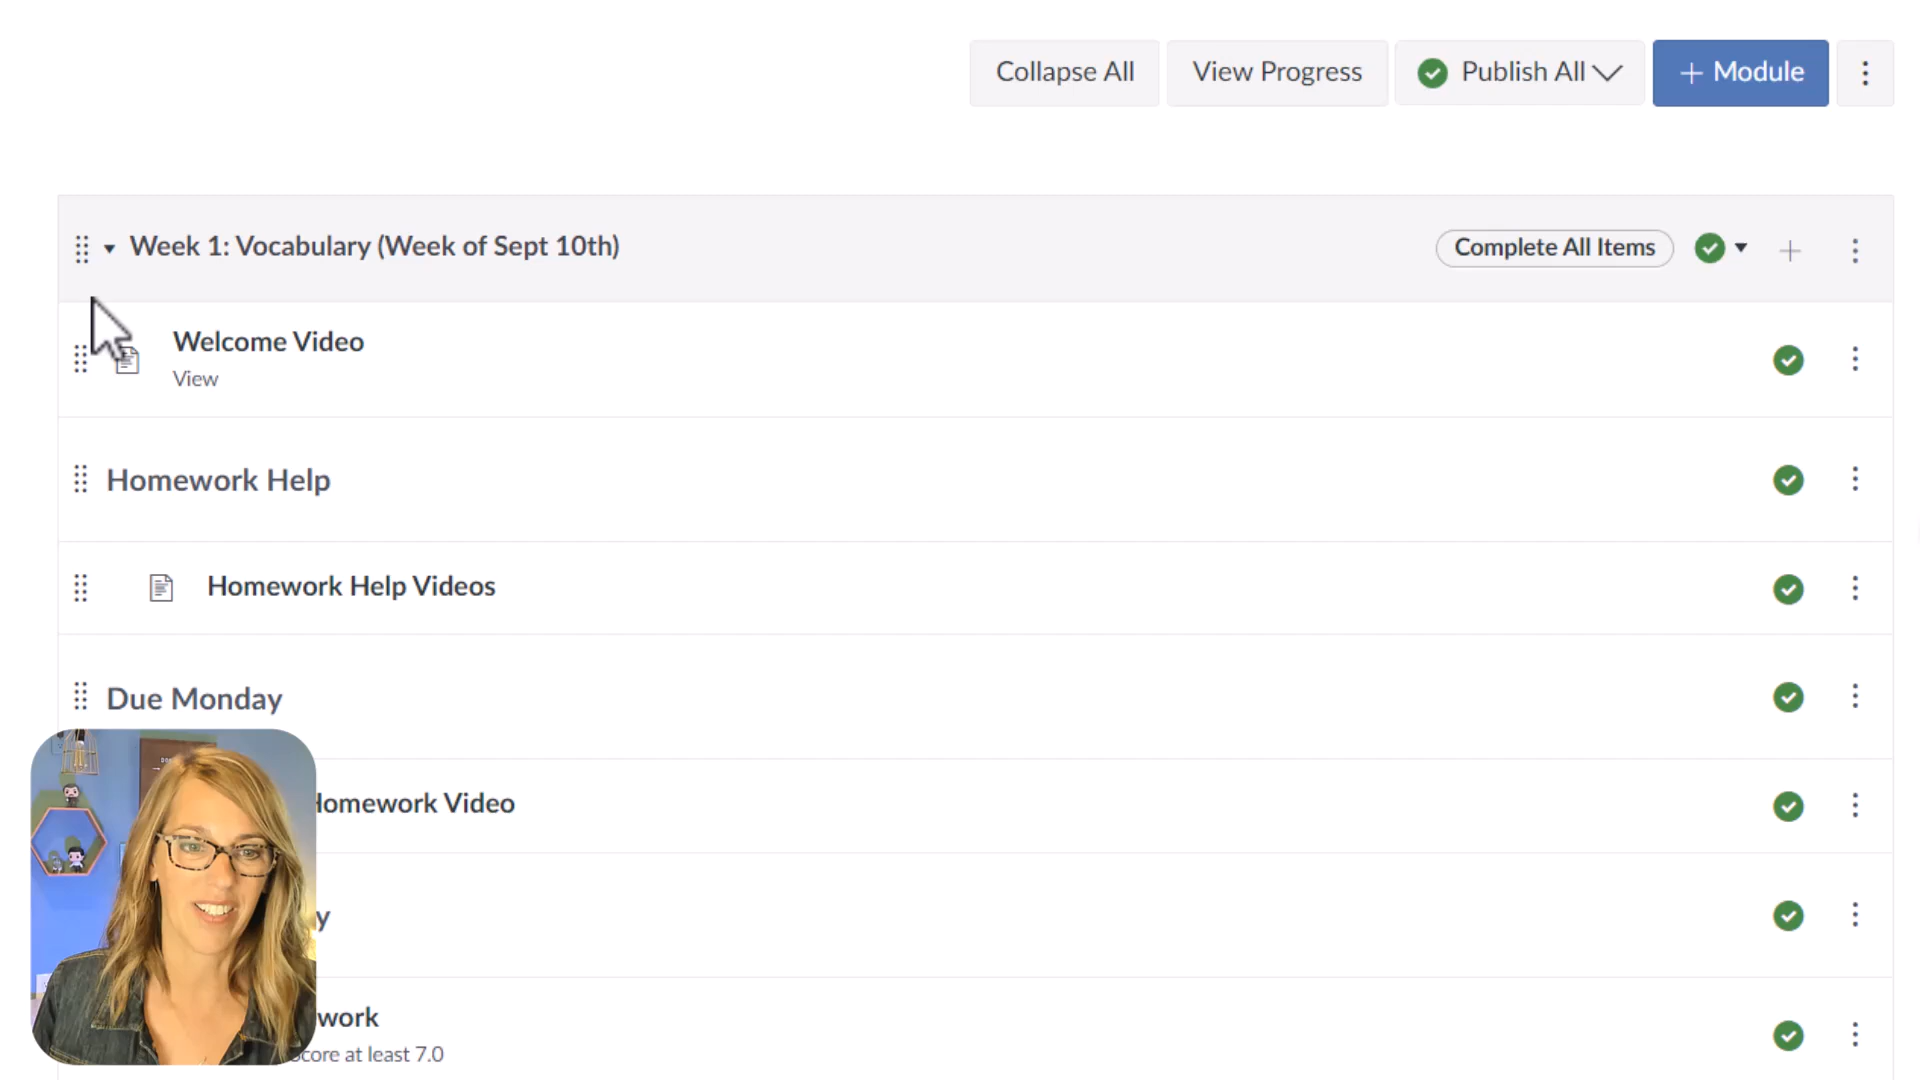 Collapse All
View Progress
Publish All
+ Module
Week 1: Vocabulary (Week of Sept 10th)
Complete All Items
Welcome Video
View
Homework Help
Homework Help Videos
Due Monday
Homework Video
y
work
core at least 7.0